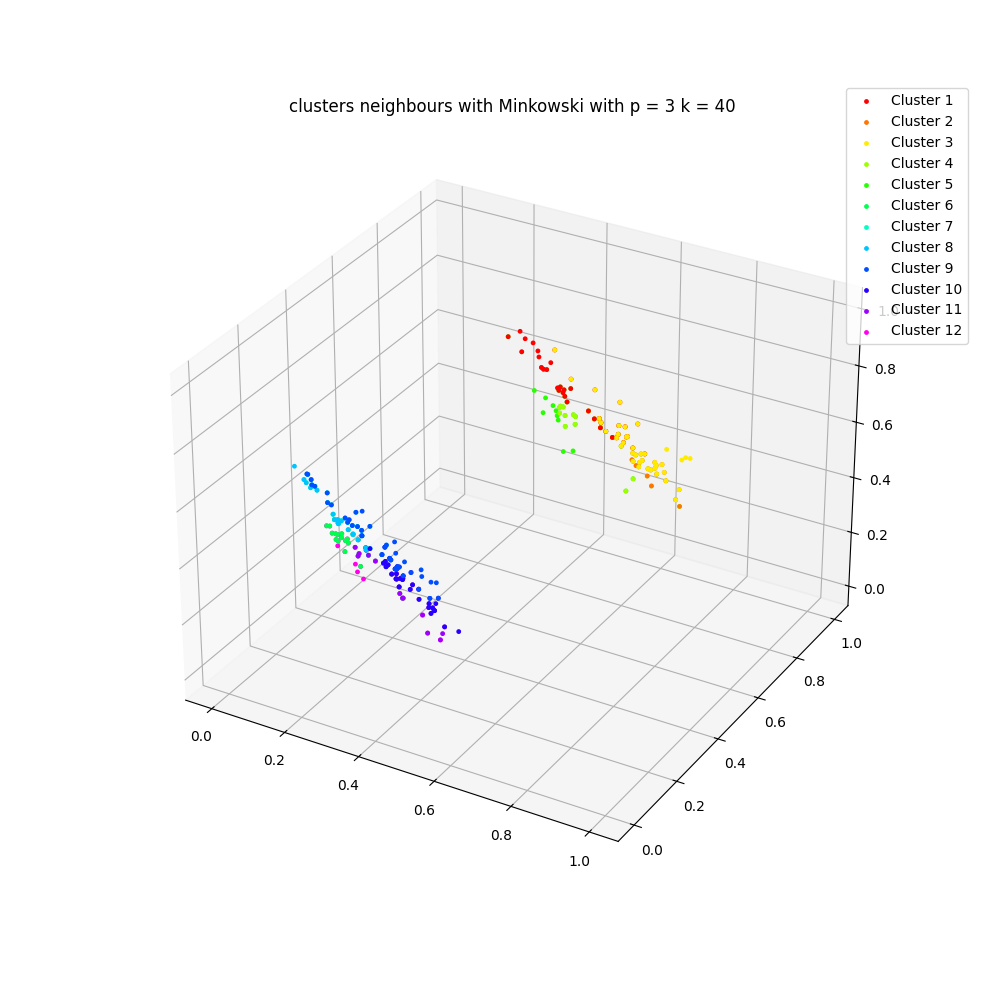 clusters neighbours with Minkowski with p = 3 k = 40
Cluster 1
Cluster 2
Cluster 3
Cluster 4
Cluster 5
Cluster 6
Cluster 7
Cluster 8
Cluster 9
Cluster 10
Cluster 11
Cluster 12
0.8
0.6
0.4
0.2
0.0
1.0
0.8
0.6
0.4
0.2
0.0
0.0
0.2
0.4
0.6
0.8
1.0